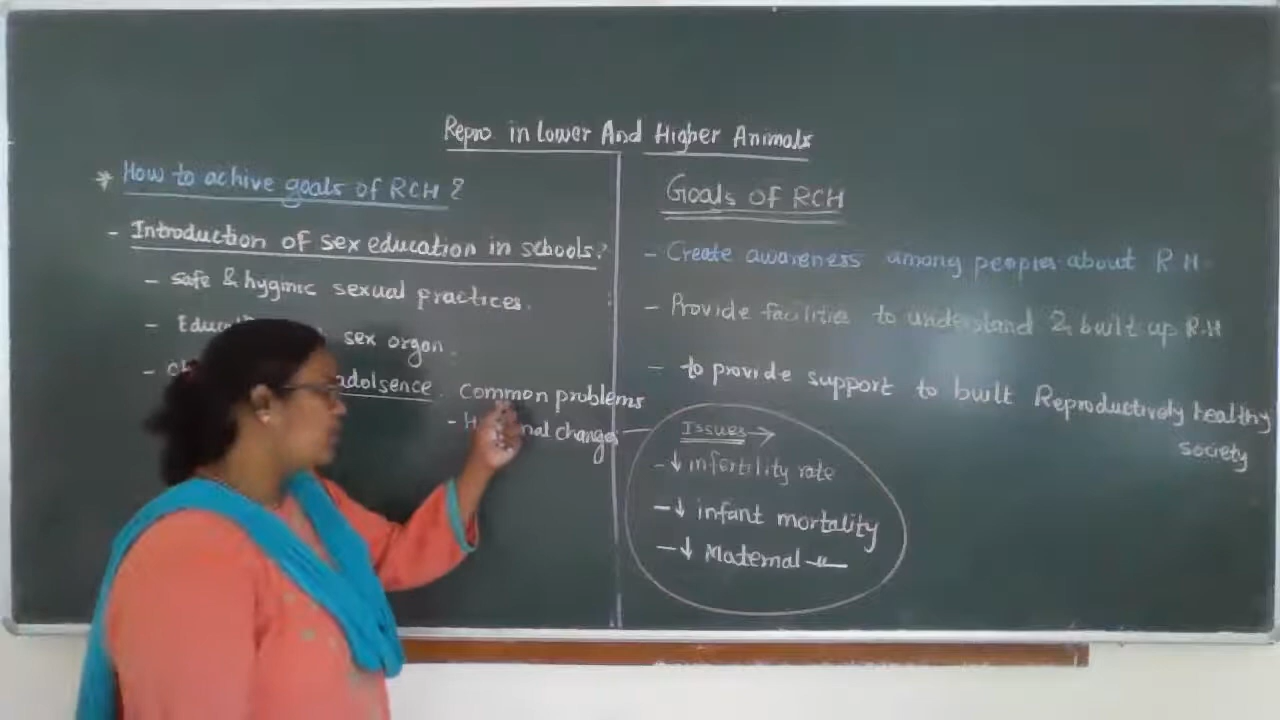 Repro in Lower And Higher Animals
* How to achive goals of RCH ?
- Introduction of sex education in schools.
- safe & hyginic sexual practices.
- sex organ.
- adolsence. Common problems
- changes
Goals of RCH
- Create awareness among peoples about R H.
- Provide facilities to understand & built up R.H
- to provide support to built Reproductively healthy
society
Issues →
- ↓ infertility rate
- ↓ infant mortality
- ↓ Maternal -〃-